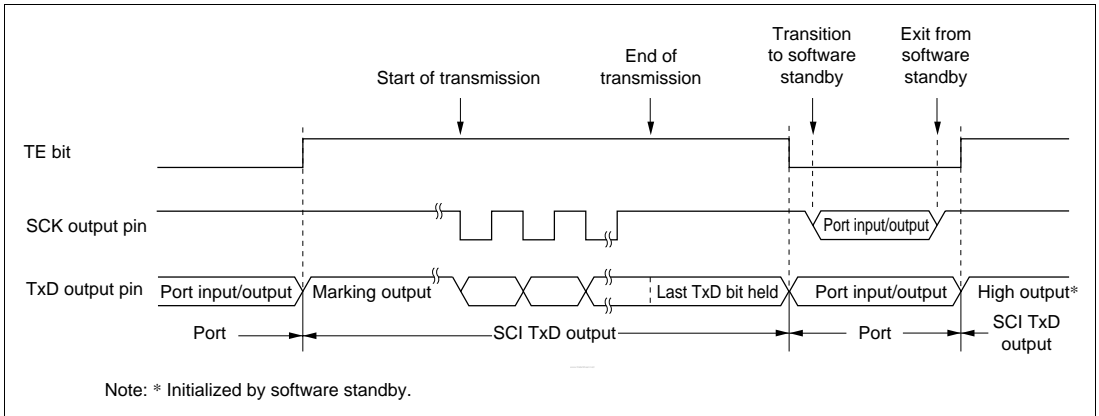 Transition
to software
standby
Exit from
software
standby
End of
transmission
Start of transmission
TE bit
SCK output pin
Port input/output
TxD output pin
Port input/output
Marking output
Last TxD bit held
Port input/output
High output*
Port
SCI TxD output
Port
SCI TxD
output
Note: * Initialized by software standby.